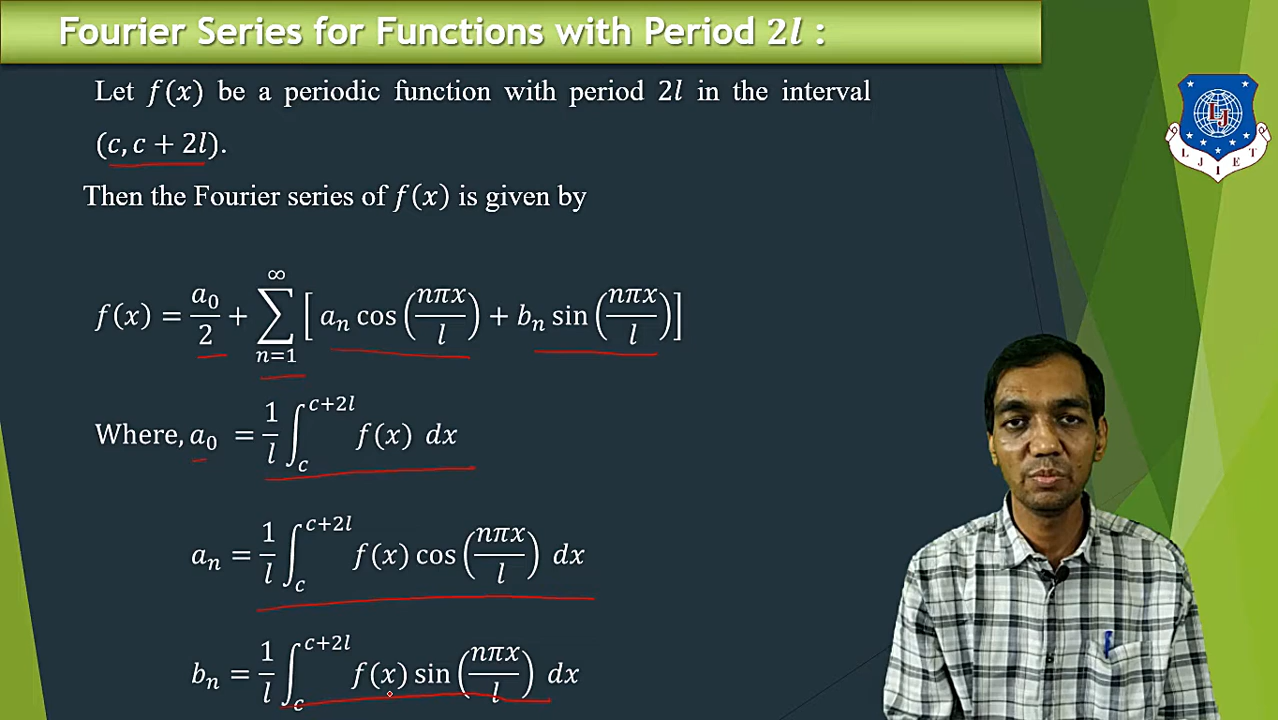 Fourier Series for Functions with Period 2l :
Let f(x) be a periodic function with period 2l in the interval
(c, c + 2l).
Then the Fourier series of f(x) is given by
f(x) = a₀/2 + ∑_{n=1}^{∞} [ aₙ cos(nπx/l) + bₙ sin(nπx/l) ]
Where, a₀ = 1/l ∫_c^{c+2l} f(x) dx
aₙ = 1/l ∫_c^{c+2l} f(x) cos(nπx/l) dx
bₙ = 1/l ∫_c^{c+2l} f(x) sin(nπx/l) dx
LJ
L J I E T